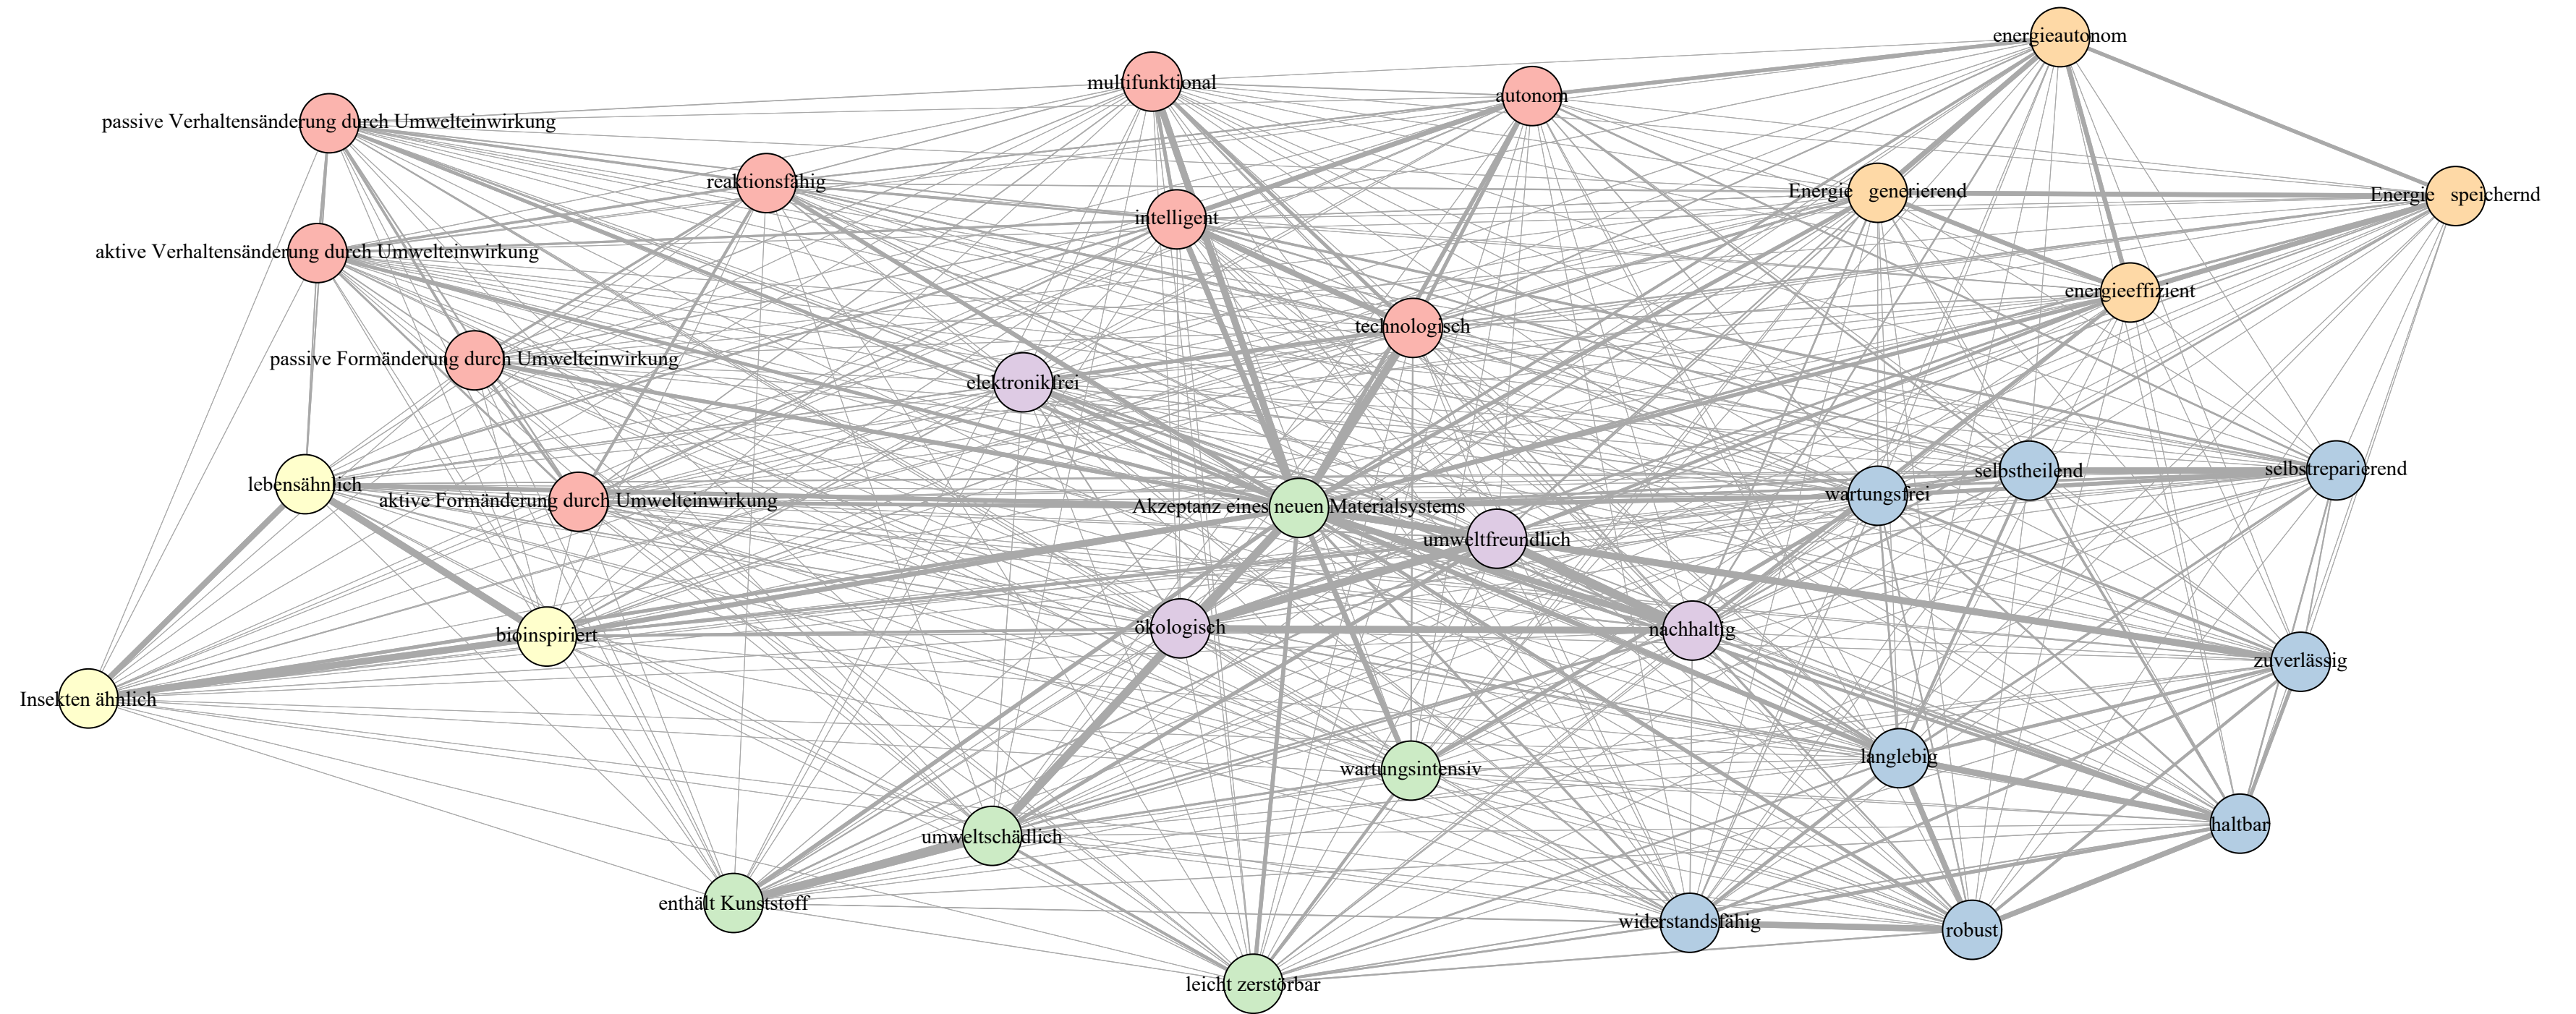 energieautonom
multifunktional
autonom
passive Verhaltensänderung durch Umwelteinwirkung
reaktionsfähig
Energie generierend
Energie speichernd
intelligent
aktive Verhaltensänderung durch Umwelteinwirkung
energieeffizient
technologisch
passive Formänderung durch Umwelteinwirkung
elektronikfrei
selbstreparierend
selbstheilend
lebensähnlich
wartungsfrei
aktive Formänderung durch Umwelteinwirkung
Akzeptanz eines neuen Materialsystems
umweltfreundlich
ökologisch
nachhaltig
bioinspiriert
zuverlässig
Insekten ähnlich
langlebig
wartungsintensiv
haltbar
umweltschädlich
enthält Kunststoff
widerstandsfähig
robust
leicht zerstörbar